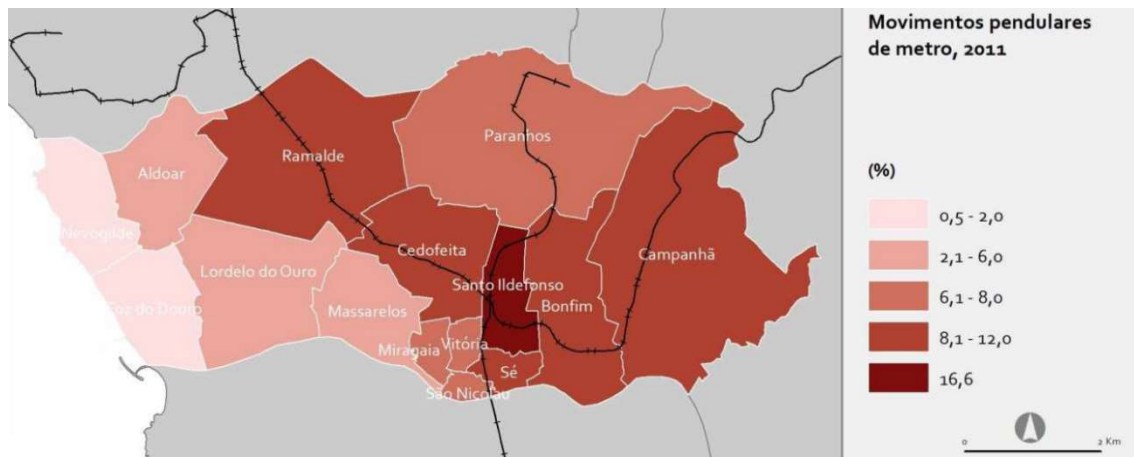 Movimentos pendulares
de metro, 2011
(%)
0,5 - 2,0
2,1 - 6,0
6,1 - 8,0
8,1 - 12,0
16,6
0
2 Km
Paranhos
Ramalde
Aldoar
Nevogilde
Cedofeita
Campanhã
Lordelo do Ouro
Santo Ildefonso
Foz do Douro
Massarelos
Bonfim
Miragaia
Vitória
Sé
São Nicolau